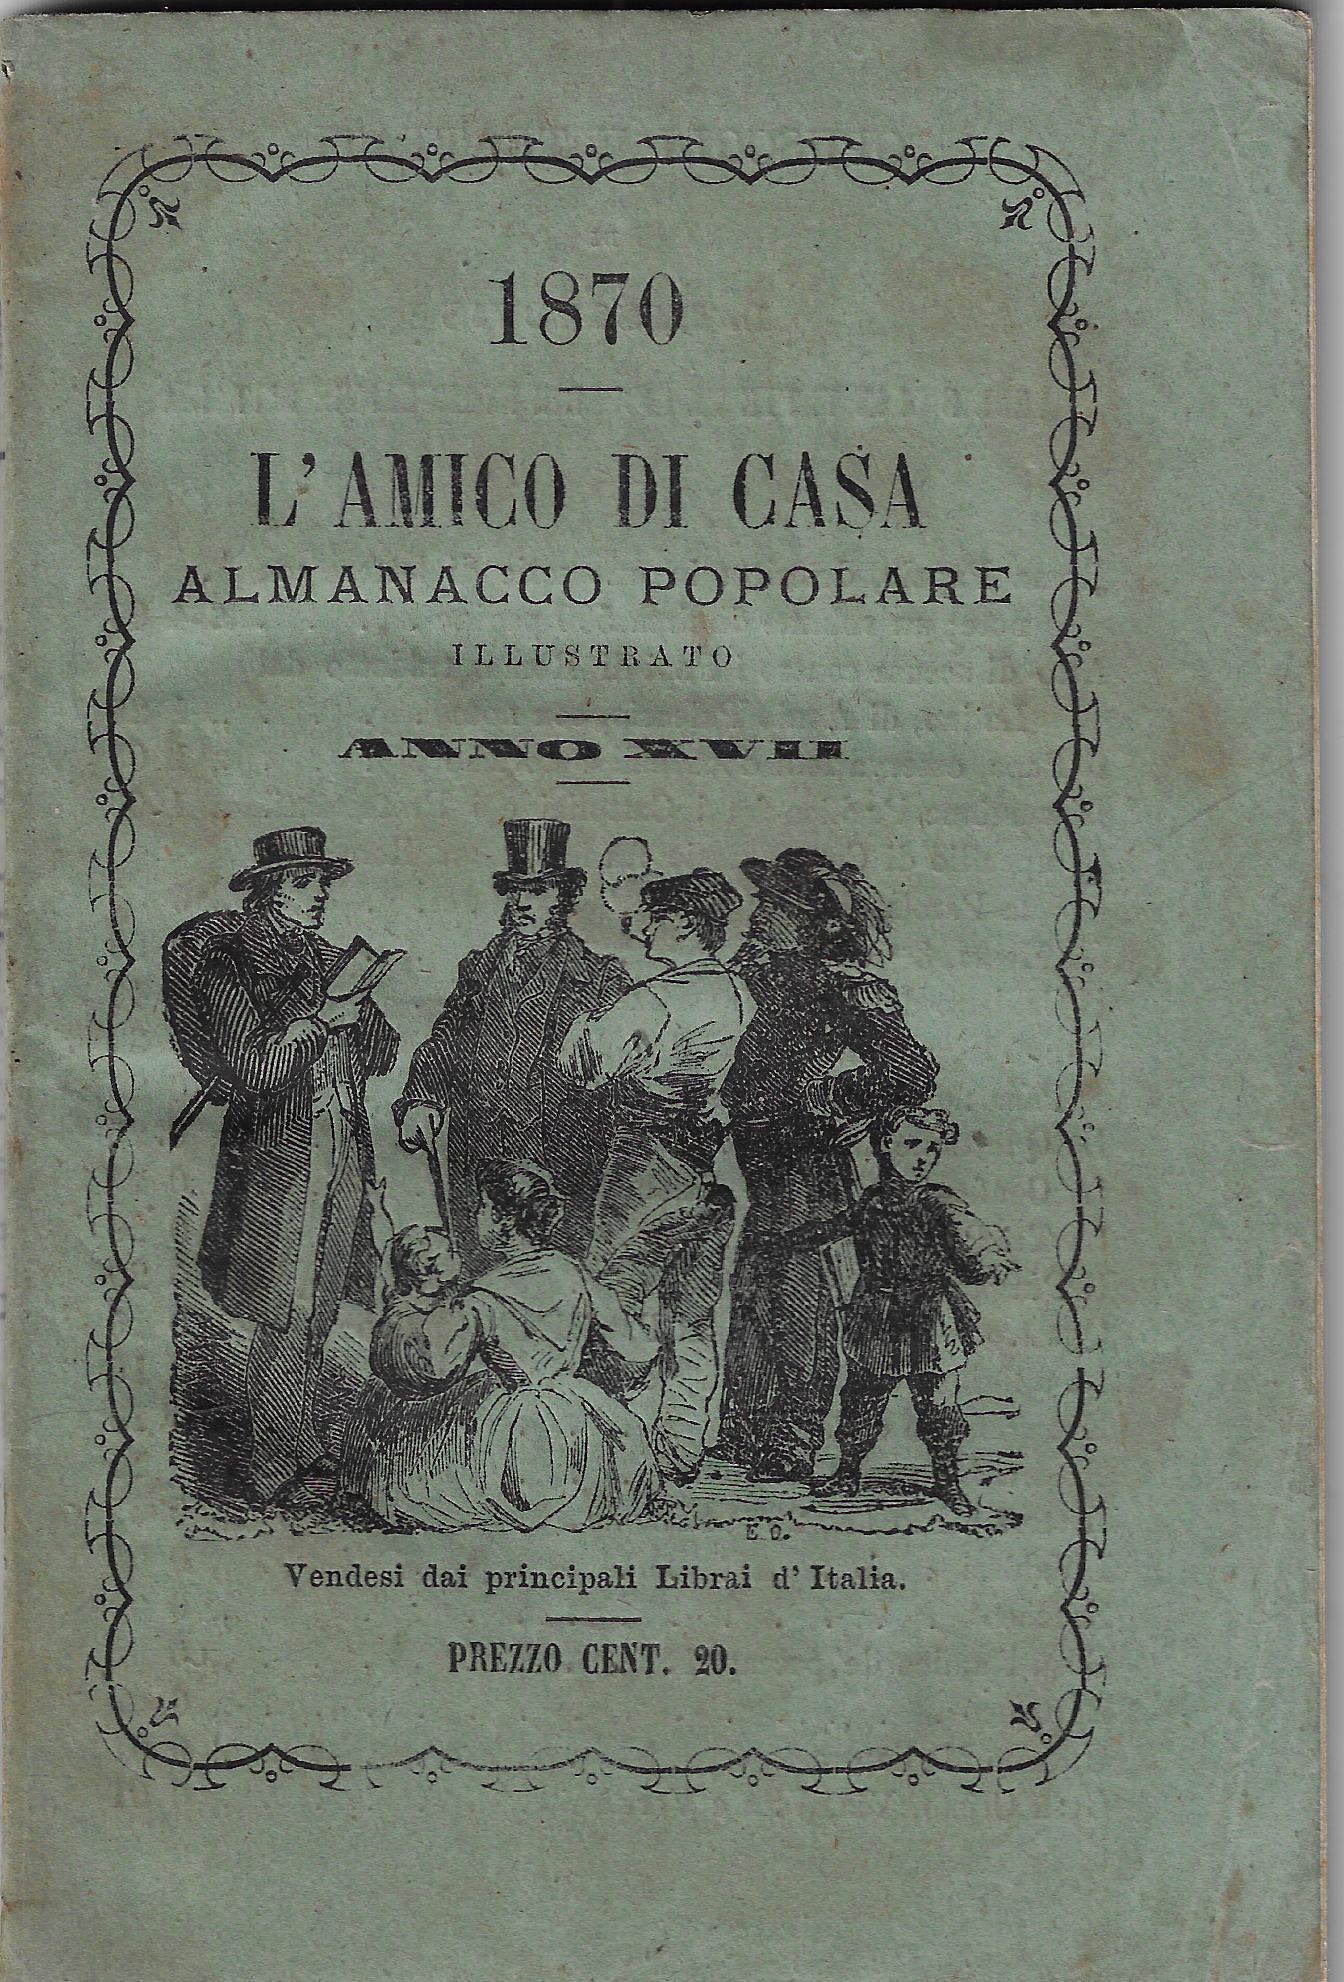 1870
L'AMICO DI CASA
ALMANACCO POPOLARE
ILLUSTRATO
ANNO XVII
E. O.
Vendesi dai principali Librai d'Italia.
PREZZO CENT. 20.